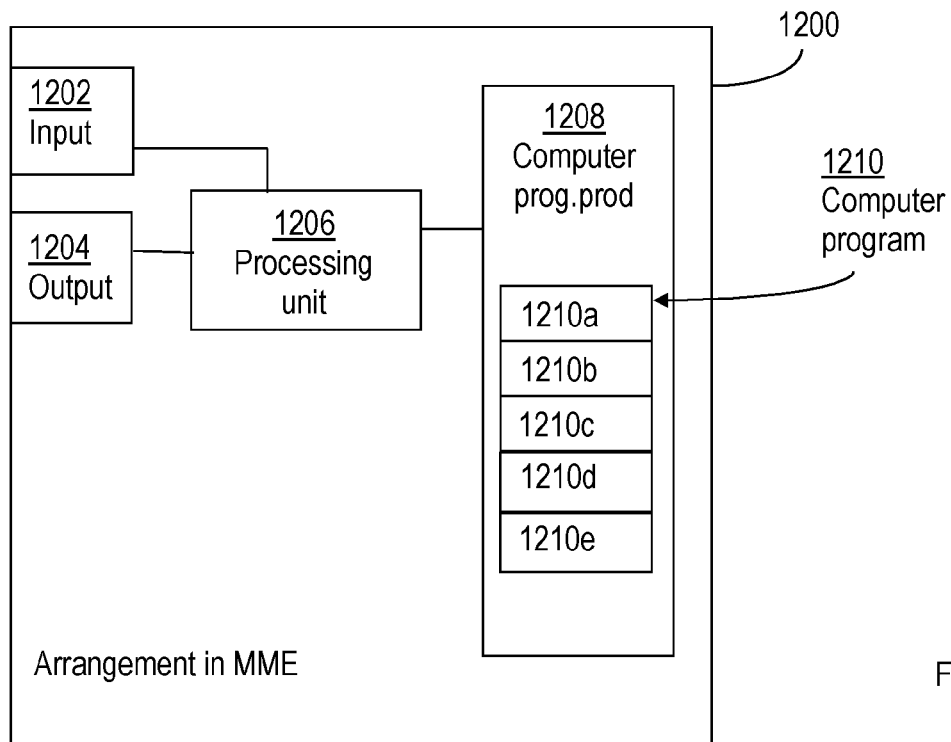 1200
1202
Input
1204
Output
1206
Processing
unit
1208
Computer
prog.prod
1210
Computer
program
1210a
1210b
1210c
1210d
1210e
Arrangement in MME
F